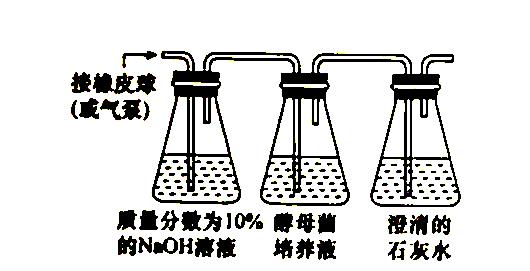 接橡皮球
(或气泵)
质量分数为10%
的NaOH溶液
酵母菌
培养液
澄清的
石灰水